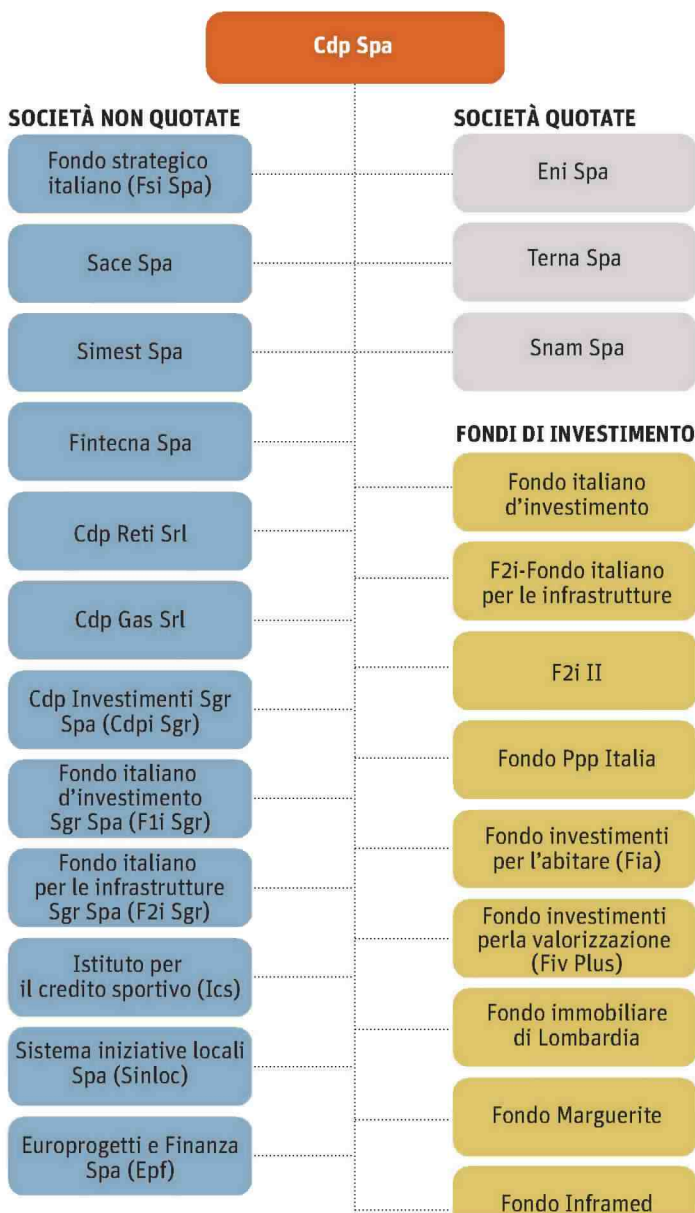 Cdp Spa
SOCIETÀ NON QUOTATE
Fondo strategico
italiano (Fsi Spa)
Sace Spa
Simest Spa
Fintecna Spa
Cdp Reti Srl
Cdp Gas Srl
Cdp Investimenti Sgr
Spa (Cdpi Sgr)
Fondo italiano
d'investimento
Sgr Spa (F1i Sgr)
Fondo italiano
per le infrastrutture
Sgr Spa (F2i Sgr)
Istituto per
il credito sportivo (Ics)
Sistema iniziative locali
Spa (Sinloc)
Europrogetti e Finanza
Spa (Epf)
SOCIETÀ QUOTATE
Eni Spa
Terna Spa
Snam Spa
FONDI DI INVESTIMENTO
Fondo italiano
d'investimento
F2i-Fondo italiano
per le infrastrutture
F2i II
Fondo Ppp Italia
Fondo investimenti
per l'abitare (Fia)
Fondo investimenti
perla valorizzazione
(Fiv Plus)
Fondo immobiliare
di Lombardia
Fondo Marguerite
Fondo Inframed